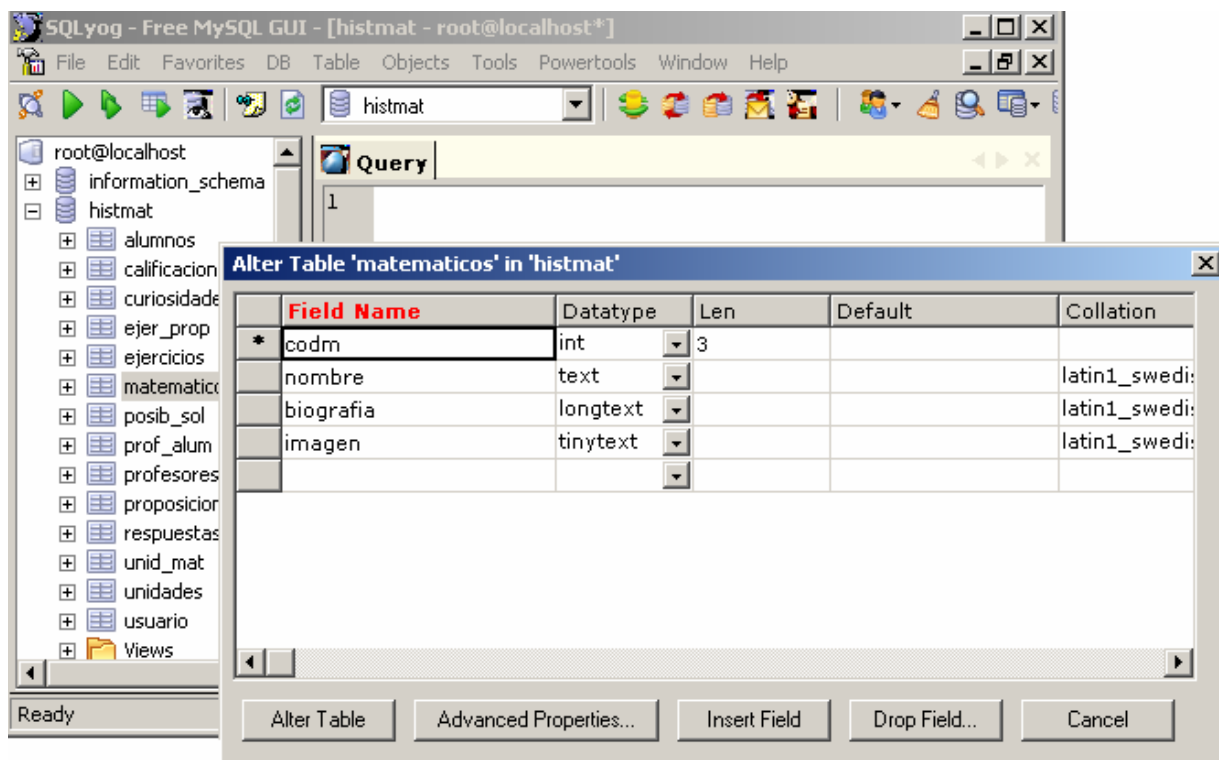 SQLyog - Free MySQL GUI - [histmat - root@localhost*]
File Edit Favorites DB Table Objects Tools Powertools Window Help
histmat
root@localhost
information_schema
histmat
alumnos
calificacion
curiosidade
ejer_prop
ejercicios
matematico
posib_sol
prof_alum
profesores
proposicion
respuestas
unid_mat
unidades
usuario
Views
Ready
Query
1
Alter Table 'matematicos' in 'histmat'
Field Name Datatype Len Default Collation
* codm int 3
nombre text latin1_swedis
biografia longtext latin1_swedis
imagen tinytext latin1_swedis
Alter Table Advanced Properties... Insert Field Drop Field... Cancel